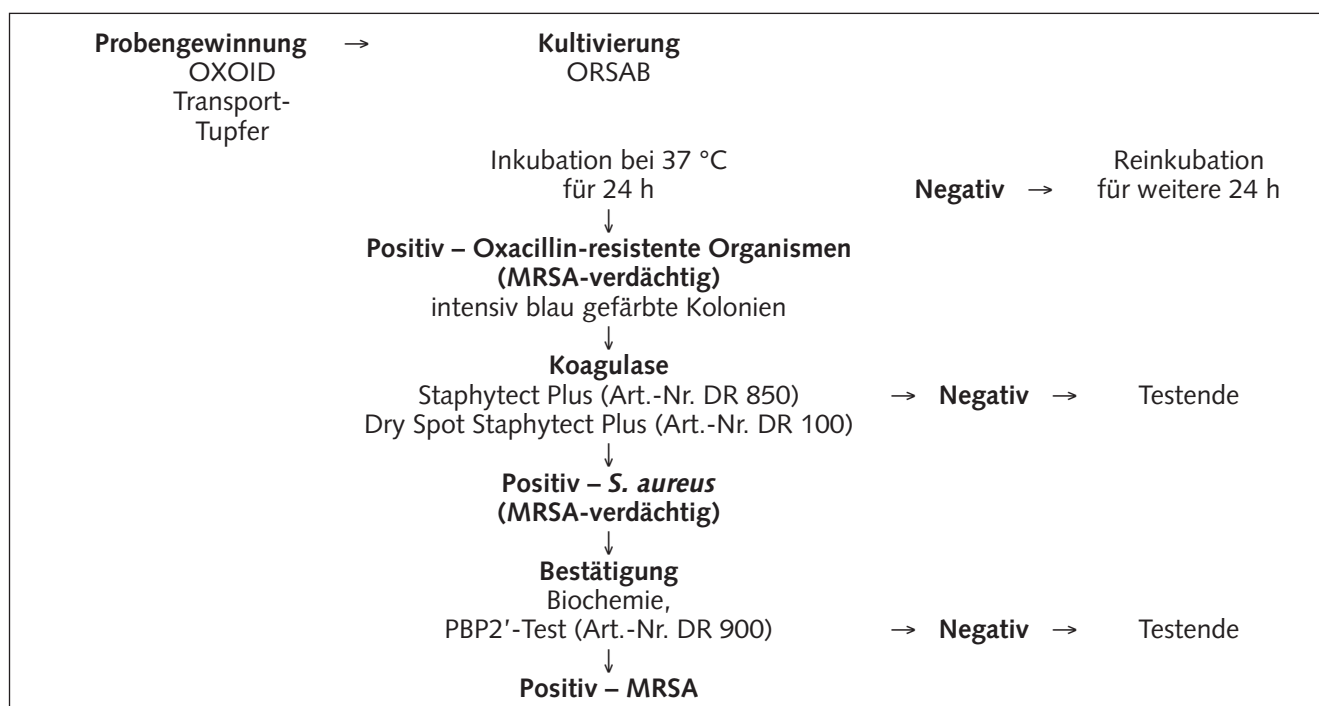 Probengewinnung → Kultivierung
OXOID ORSAB
Transport-
Tupfer
Inkubation bei 37 °C Reinkubation
für 24 h Negativ → für weitere 24 h
↓
Positiv – Oxacillin-resistente Organismen
(MRSA-verdächtig)
intensiv blau gefärbte Kolonien
↓
Koagulase
Staphytect Plus (Art.-Nr. DR 850) → Negativ → Testende
Dry Spot Staphytect Plus (Art.-Nr. DR 100)
↓
Positiv – S. aureus
(MRSA-verdächtig)
↓
Bestätigung
Biochemie,
PBP2′-Test (Art.-Nr. DR 900) → Negativ → Testende
↓
Positiv – MRSA